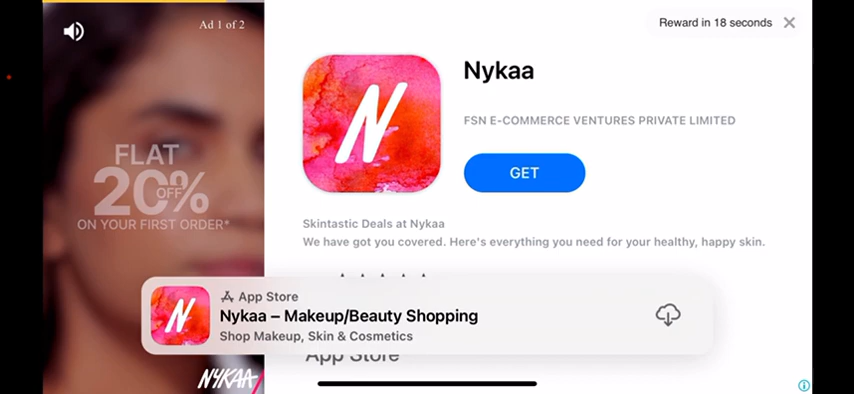 Ad 1 of 2
Reward in 18 seconds
FLAT
20%
OFF
ON YOUR FIRST ORDER*
NYKAA
N
Nykaa
FSN E-COMMERCE VENTURES PRIVATE LIMITED
GET
Skintastic Deals at Nykaa
We have got you covered. Here's everything you need for your healthy, happy skin.
N
App Store
Nykaa – Makeup/Beauty Shopping
Shop Makeup, Skin & Cosmetics
App Store